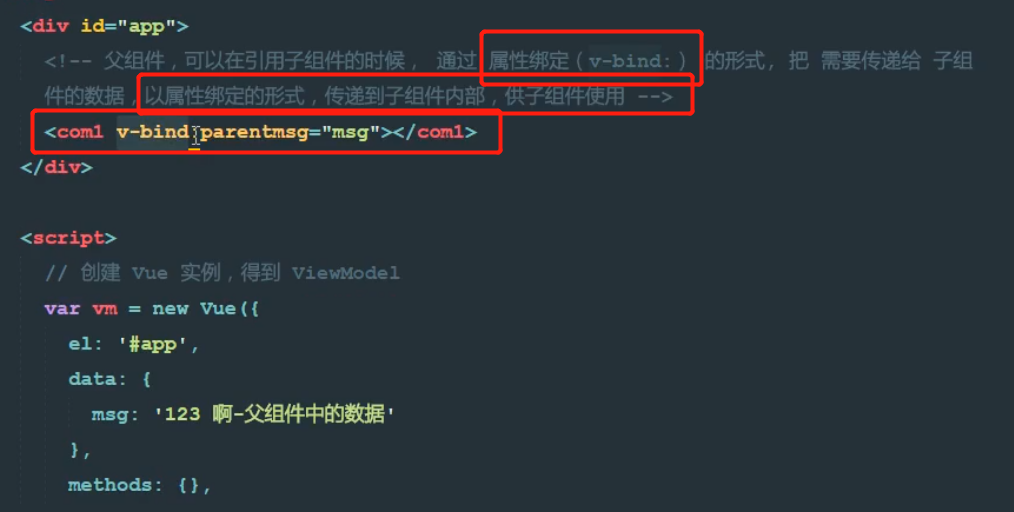 <div id="app">
<!-- 父组件，可以在引用子组件的时候， 通过 属性绑定（v-bind:） 的形式, 把 需要传递给 子组
件的数据，以属性绑定的形式，传递到子组件内部，供子组件使用 -->
<com1 v-bind:parentmsg="msg"></com1>
</div>
<script>
// 创建 Vue 实例，得到 ViewModel
var vm = new Vue({
el: '#app',
data: {
msg: '123 啊-父组件中的数据'
},
methods: {},